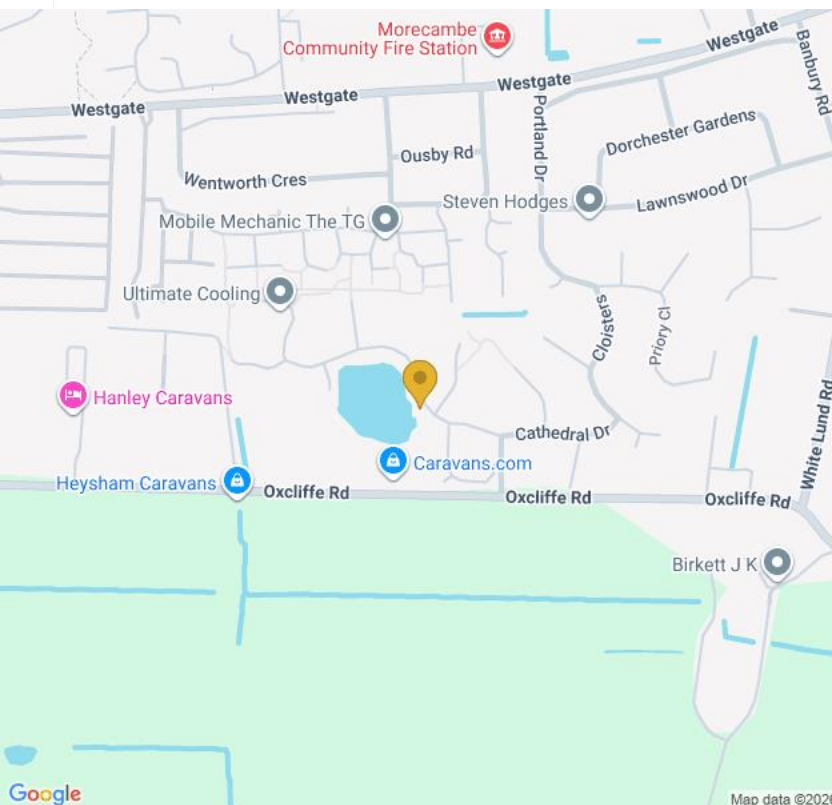 Morecambe
Community Fire Station
Westgate
Westgate
Westgate
Westgate
Banbury Rd
Portland Dr
Dorchester Gardens
Ousby Rd
Wentworth Cres
Steven Hodges
Lawnswood Dr
Mobile Mechanic The TG
Ultimate Cooling
Cloisters
Priory Cl
Hanley Caravans
White Lund Rd
Cathedral Dr
Caravans.com
Heysham Caravans
Oxcliffe Rd
Oxcliffe Rd
Oxcliffe Rd
Birkett J K
Google
Map data ©2026